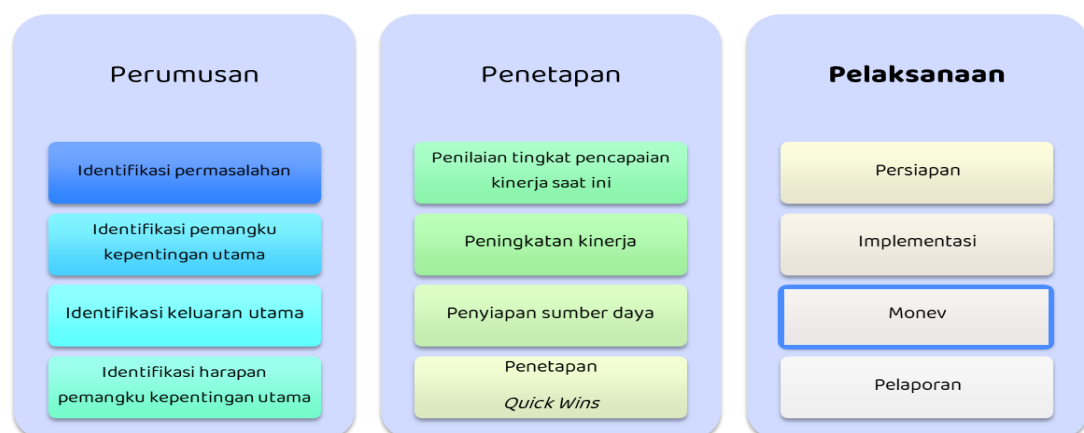 Perumusan
Identifikasi permasalahan
Identifikasi pemangku
kepentingan utama
Identifikasi keluaran utama
Identifikasi harapan
pemangku kepentingan utama
Penetapan
Penilaian tingkat pencapaian
kinerja saat ini
Peningkatan kinerja
Penyiapan sumber daya
Penetapan
Quick Wins
Pelaksanaan
Persiapan
Implementasi
Monev
Pelaporan